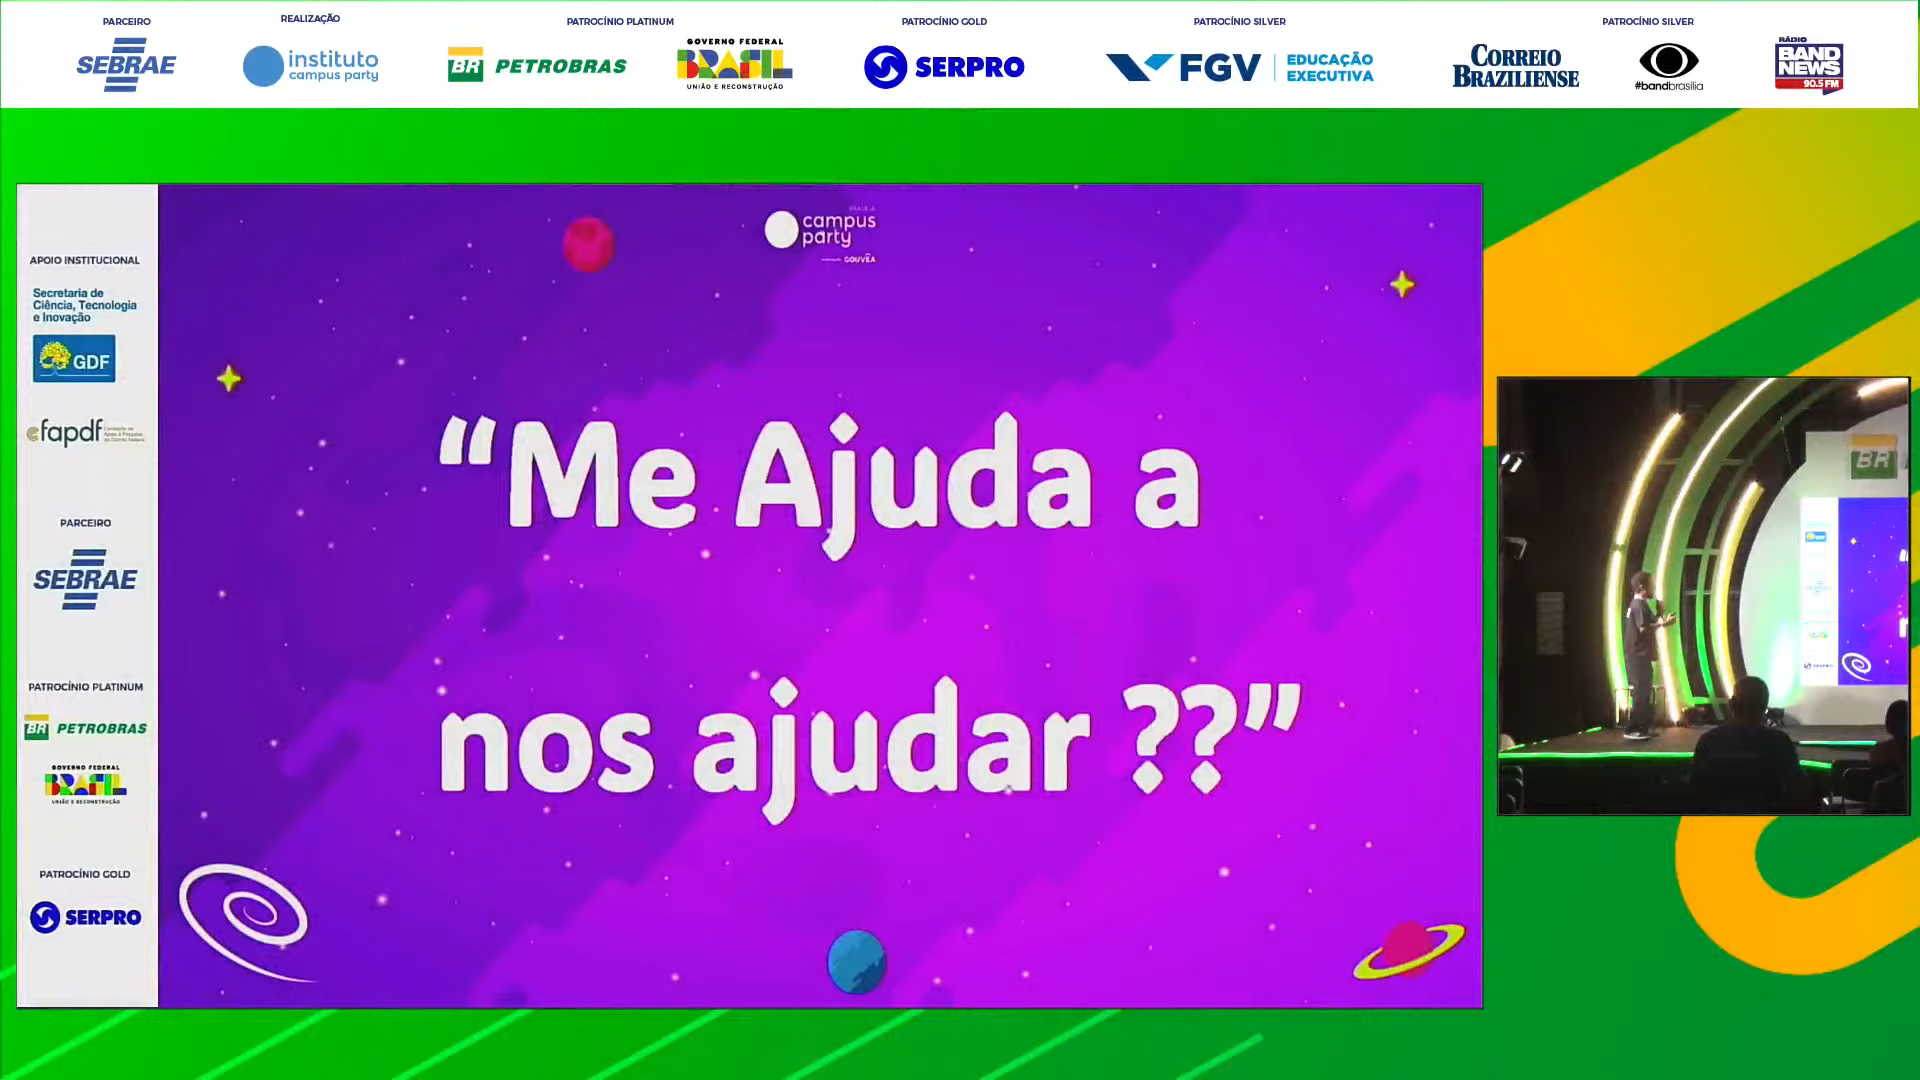 PARCEIRO
SEBRAE
REALIZAÇÃO
instituto
campus party
PATROCÍNIO PLATINUM
BR PETROBRAS
GOVERNO FEDERAL
BRASIL
UNIÃO E RECONSTRUÇÃO
PATROCÍNIO GOLD
SERPRO
PATROCÍNIO SILVER
FGV
EDUCAÇÃO
EXECUTIVA
PATROCÍNIO SILVER
CORREIO
BRAZILIENSE
#bandbrasília
RÁDIO
BAND
NEWS
90.5 FM
APOIO INSTITUCIONAL
Secretaria de
Ciência, Tecnologia
e Inovação
GDF
fapdf
PARCEIRO
SEBRAE
PATROCÍNIO PLATINUM
BR PETROBRAS
GOVERNO FEDERAL
BRASIL
UNIÃO E RECONSTRUÇÃO
PATROCÍNIO GOLD
SERPRO
BRASÍLIA
campus
party
GOUVÊA
“Me Ajuda a
nos ajudar ??”
BR